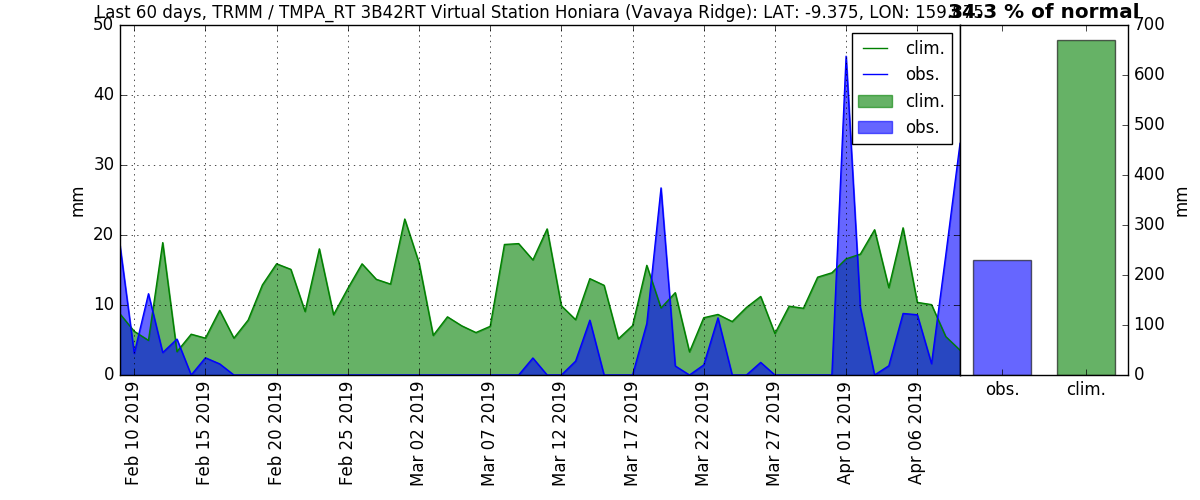 Last 60 days, TRMM / TMPA_RT 3B42RT Virtual Station Honiara (Vavaya Ridge): LAT: -9.375, LON:
34.3 % of normal
50
40
30
20
10
0
mm
clim.
obs.
clim.
obs.
700
600
500
400
300
200
100
0
mm
obs.
clim.
Feb 10 2019
Feb 15 2019
Feb 20 2019
Feb 25 2019
Mar 02 2019
Mar 07 2019
Mar 12 2019
Mar 17 2019
Mar 22 2019
Mar 27 2019
Apr 01 2019
Apr 06 2019